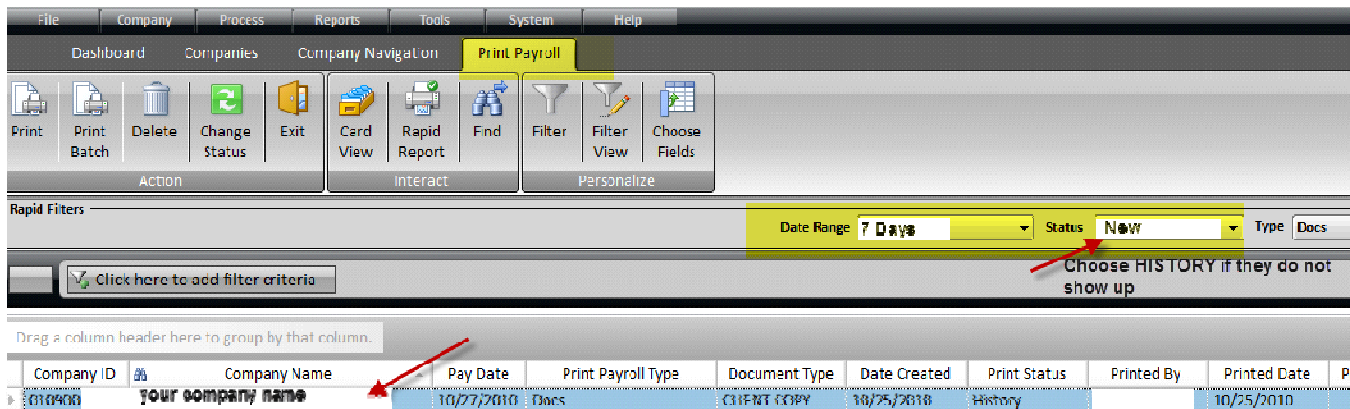 File Company Process Reports Tools System Help
Dashboard Companies Company Navigation Print Payroll
Print Print Batch Delete Change Status Exit Card View Rapid Report Find Filter Filter View Choose Fields
Action Interact Personalize
Rapid Filters
Date Range 7 Days Status New Type Docs
Choose HISTORY if they do not
show up
Click here to add filter criteria
Drag a column header here to group by that column.
Company ID Company Name Pay Date Print Payroll Type Document Type Date Created Print Status Printed By Printed Date P
010900 your company name 10/27/2010 Docs CLIENT COPY 10/25/2010 History 10/25/2010